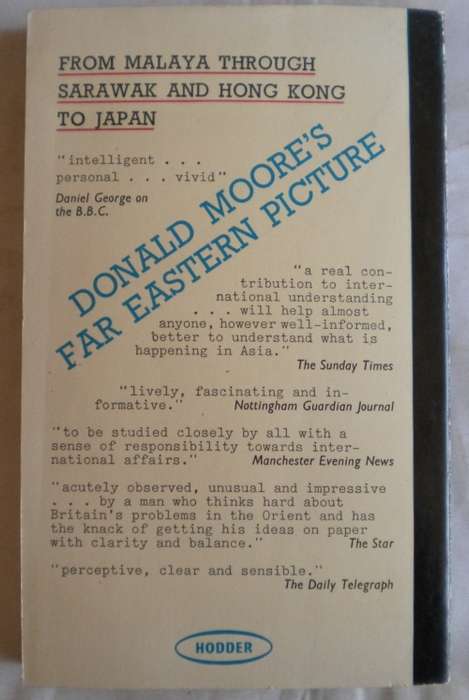 FROM MALAYA THROUGH
SARAWAK AND HONG KONG
TO JAPAN
"intelligent . . .
personal . . . vivid"
Daniel George on
the B.B.C.
DONALD MOORE'S
FAR EASTERN PICTURE
"a real con-
tribution to inter-
national understanding
. . . will help almost
anyone, however well-informed,
better to understand what is
happening in Asia."
The Sunday Times
"lively, fascinating and in-
formative." Nottingham Guardian Journal
"to be studied closely by all with a
sense of responsibility towards inter-
national affairs." Manchester Evening News
"acutely observed, unusual and impressive
. . . by a man who thinks hard about
Britain's problems in the Orient and has
the knack of getting his ideas on paper
with clarity and balance." The Star
"perceptive, clear and sensible."
The Daily Telegraph
HODDER